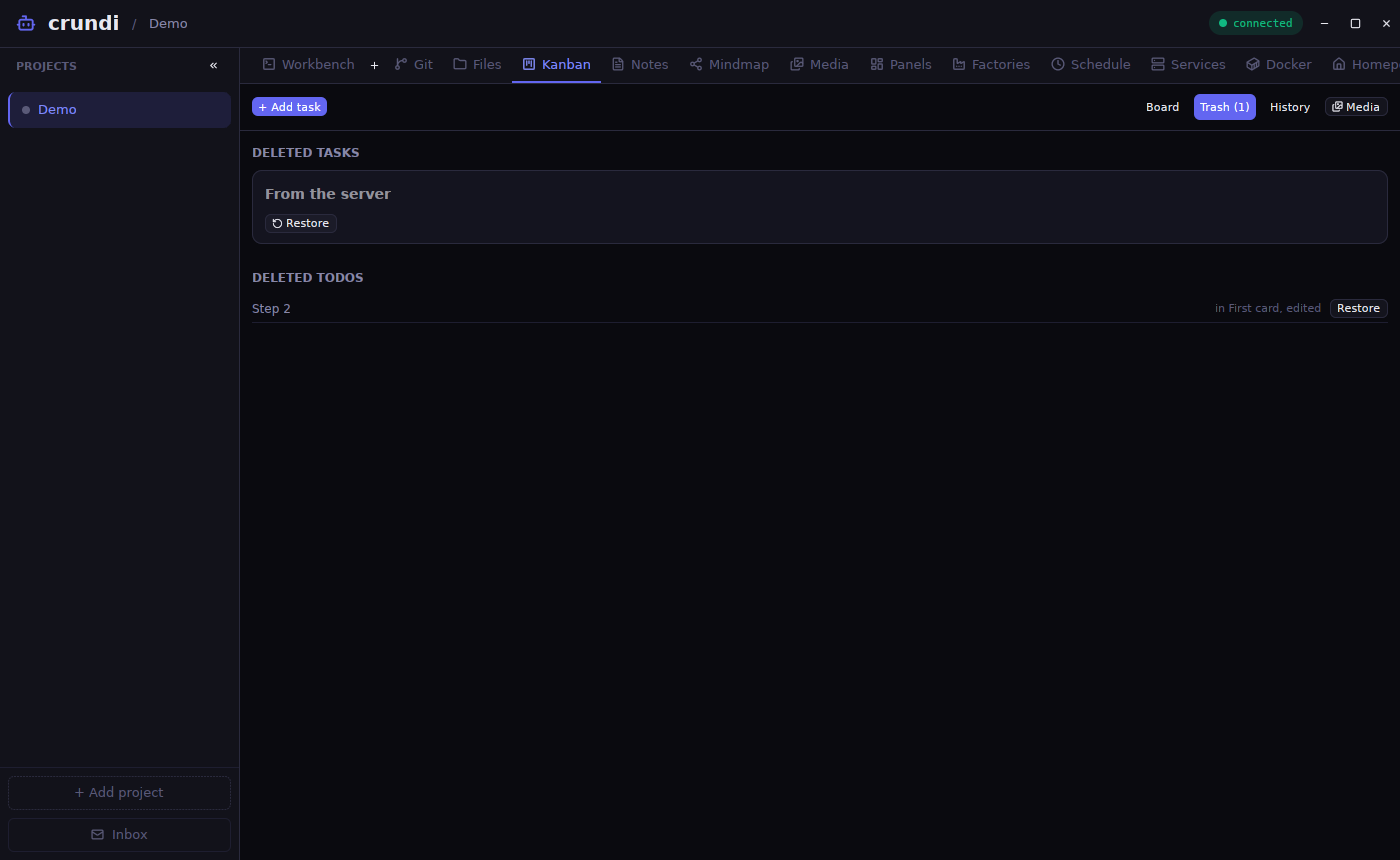 crundi / Demo
connected
PROJECTS «
Workbench + Git Files Kanban Notes Mindmap Media Panels Factories Schedule Services Docker Homep
Demo
+ Add task Board Trash (1) History Media
DELETED TASKS
From the server
Restore
DELETED TODOS
Step 2 in First card, edited Restore
+ Add project
Inbox